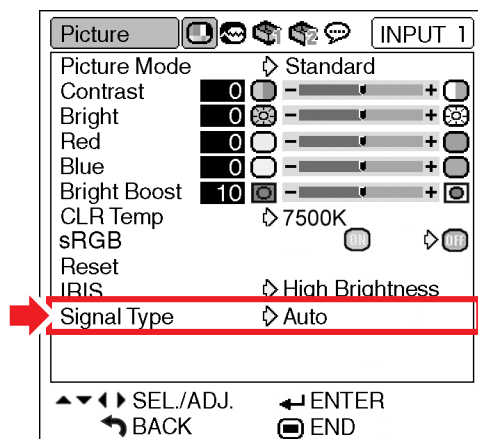 Picture INPUT 1
Picture Mode Standard
Contrast 0 - +
Bright 0 - +
Red 0 - +
Blue 0 - +
Bright Boost 10 - +
CLR Temp 7500K
sRGB ON OFF
Reset
IRIS High Brightness
Signal Type Auto
SEL./ADJ. ENTER
BACK END